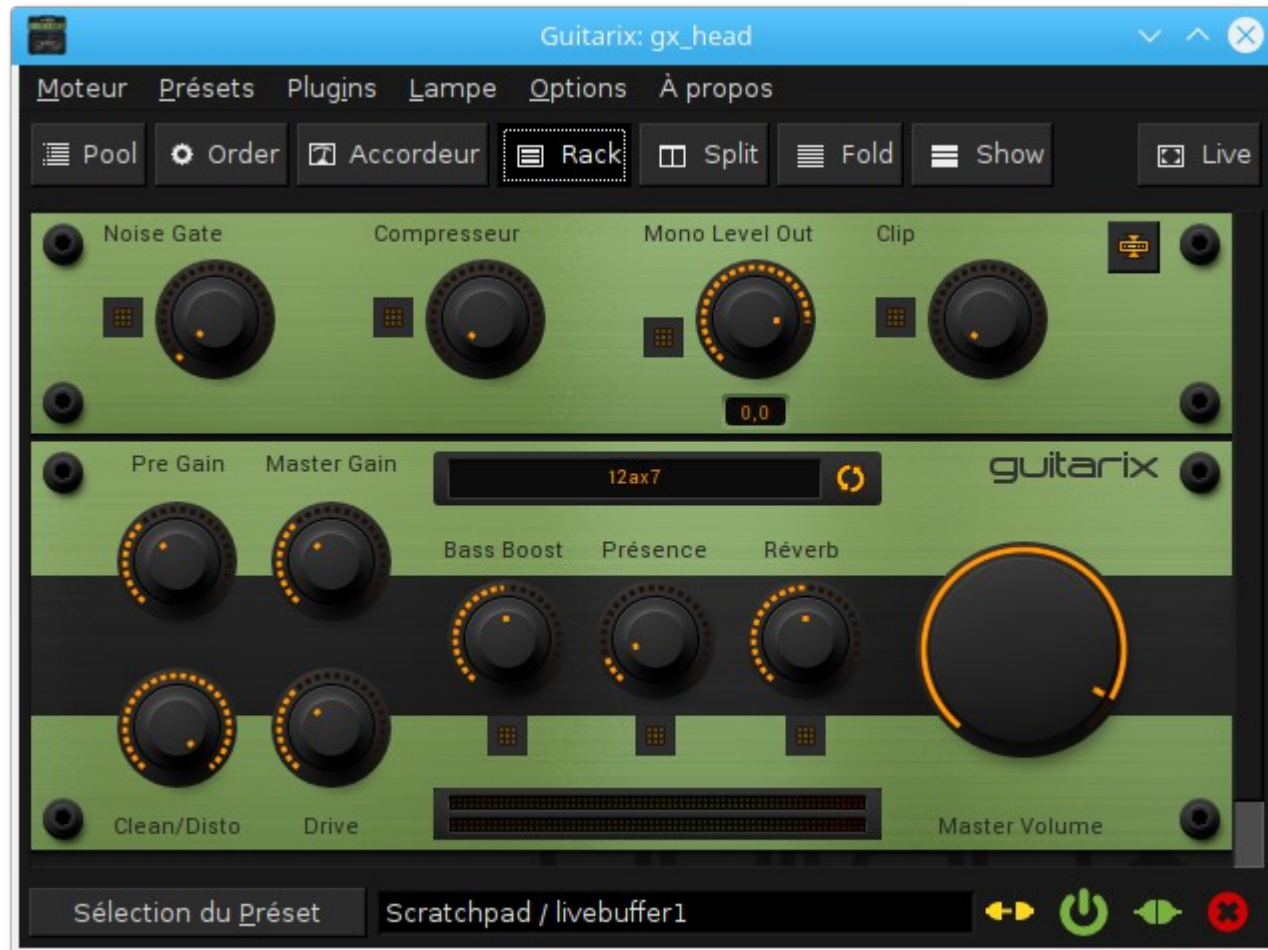 Guitarix: gx_head
Moteur Présets Plugins Lampe Options À propos
Pool Order Accordeur Rack Split Fold Show Live
Noise Gate Compresseur Mono Level Out Clip
0,0
Pre Gain Master Gain 12ax7 guitarix
Bass Boost Présence Réverb
Clean/Disto Drive Master Volume
Sélection du Préset Scratchpad / livebuffer1